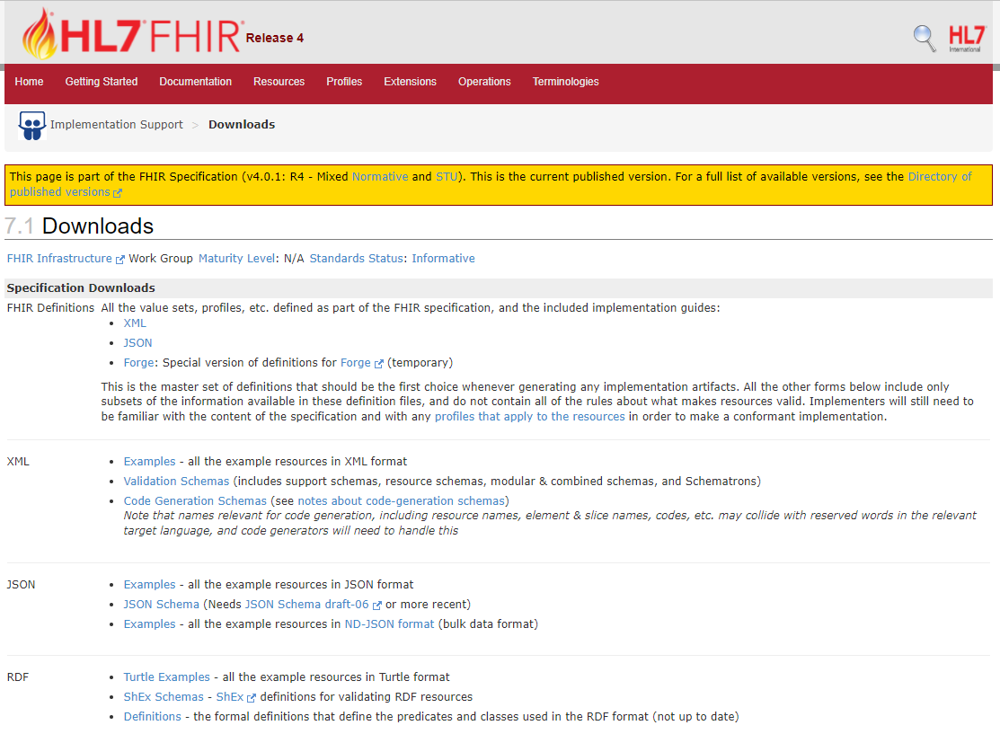 HL7 FHIR Release 4
HL7
International
Home Getting Started Documentation Resources Profiles Extensions Operations Terminologies
Implementation Support > Downloads
This page is part of the FHIR Specification (v4.0.1: R4 - Mixed Normative and STU). This is the current published version. For a full list of available versions, see the Directory of
published versions
7.1 Downloads
FHIR Infrastructure Work Group Maturity Level: N/A Standards Status: Informative
Specification Downloads
FHIR Definitions All the value sets, profiles, etc. defined as part of the FHIR specification, and the included implementation guides:
• XML
• JSON
• Forge: Special version of definitions for Forge (temporary)
This is the master set of definitions that should be the first choice whenever generating any implementation artifacts. All the other forms below include only
subsets of the information available in these definition files, and do not contain all of the rules about what makes resources valid. Implementers will still need to
be familiar with the content of the specification and with any profiles that apply to the resources in order to make a conformant implementation.
XML • Examples - all the example resources in XML format
• Validation Schemas (includes support schemas, resource schemas, modular & combined schemas, and Schematrons)
• Code Generation Schemas (see notes about code-generation schemas)
Note that names relevant for code generation, including resource names, element & slice names, codes, etc. may collide with reserved words in the relevant
target language, and code generators will need to handle this
JSON • Examples - all the example resources in JSON format
• JSON Schema (Needs JSON Schema draft-06 or more recent)
• Examples - all the example resources in ND-JSON format (bulk data format)
RDF • Turtle Examples - all the example resources in Turtle format
• ShEx Schemas - ShEx definitions for validating RDF resources
• Definitions - the formal definitions that define the predicates and classes used in the RDF format (not up to date)